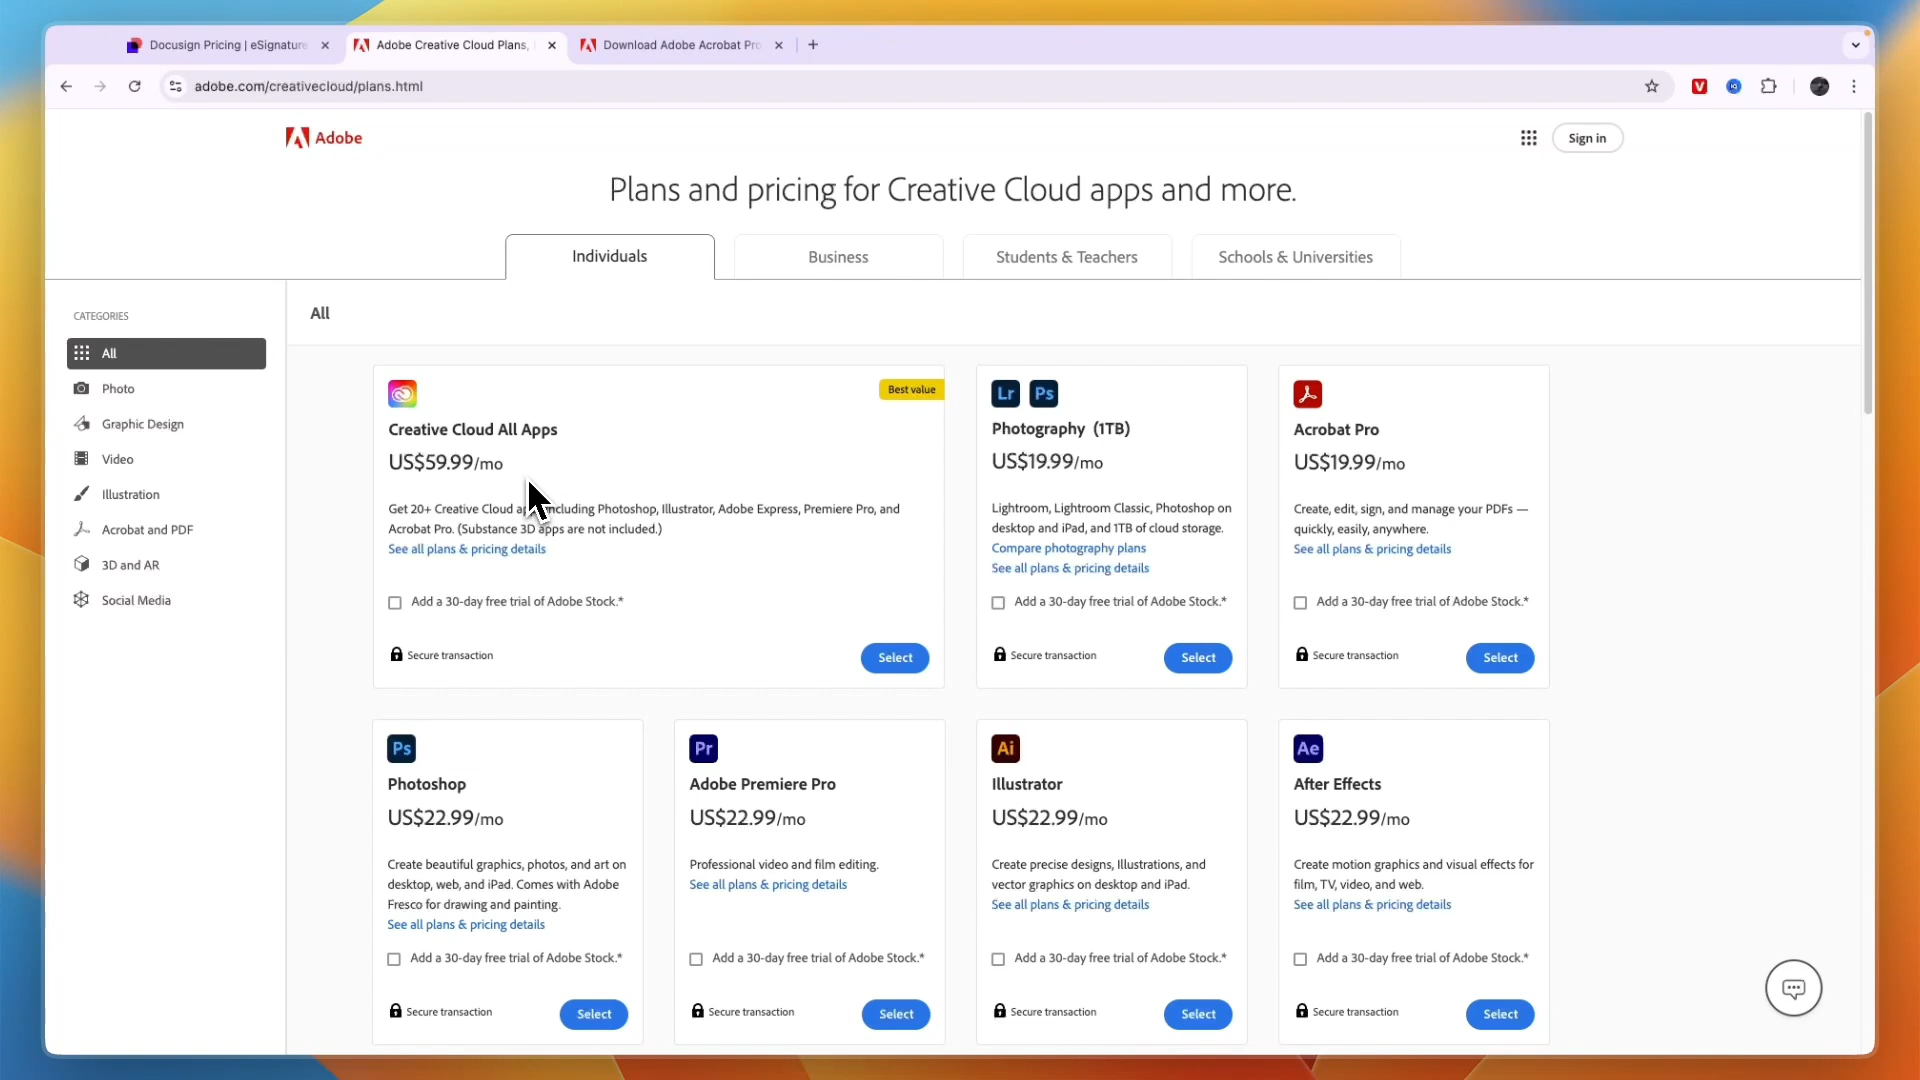 Docusign Pricing | eSignature
Adobe Creative Cloud Plans,
Download Adobe Acrobat Pro
adobe.com/creativecloud/plans.html
V
Adobe
Sign in
Plans and pricing for Creative Cloud apps and more.
Individuals
Business
Students & Teachers
Schools & Universities
CATEGORIES
All
Photo
Graphic Design
Video
Illustration
Acrobat and PDF
3D and AR
Social Media
All
Best value
Creative Cloud All Apps
US$59.99/mo
Get 20+ Creative Cloud including Photoshop, Illustrator, Adobe Express, Premiere Pro, and
Acrobat Pro. (Substance 3D apps are not included.)
See all plans & pricing details
Add a 30-day free trial of Adobe Stock.*
Secure transaction
Select
Lr Ps
Photography (1TB)
US$19.99/mo
Lightroom, Lightroom Classic, Photoshop on
desktop and iPad, and 1TB of cloud storage.
Compare photography plans
See all plans & pricing details
Add a 30-day free trial of Adobe Stock.*
Secure transaction
Select
Acrobat Pro
US$19.99/mo
Create, edit, sign, and manage your PDFs —
quickly, easily, anywhere.
See all plans & pricing details
Add a 30-day free trial of Adobe Stock.*
Secure transaction
Select
Ps
Photoshop
US$22.99/mo
Create beautiful graphics, photos, and art on
desktop, web, and iPad. Comes with Adobe
Fresco for drawing and painting.
See all plans & pricing details
Add a 30-day free trial of Adobe Stock.*
Secure transaction
Select
Pr
Adobe Premiere Pro
US$22.99/mo
Professional video and film editing.
See all plans & pricing details
Add a 30-day free trial of Adobe Stock.*
Secure transaction
Select
Ai
Illustrator
US$22.99/mo
Create precise designs, Illustrations, and
vector graphics on desktop and iPad.
See all plans & pricing details
Add a 30-day free trial of Adobe Stock.*
Secure transaction
Select
Ae
After Effects
US$22.99/mo
Create motion graphics and visual effects for
film, TV, video, and web.
See all plans & pricing details
Add a 30-day free trial of Adobe Stock.*
Secure transaction
Select